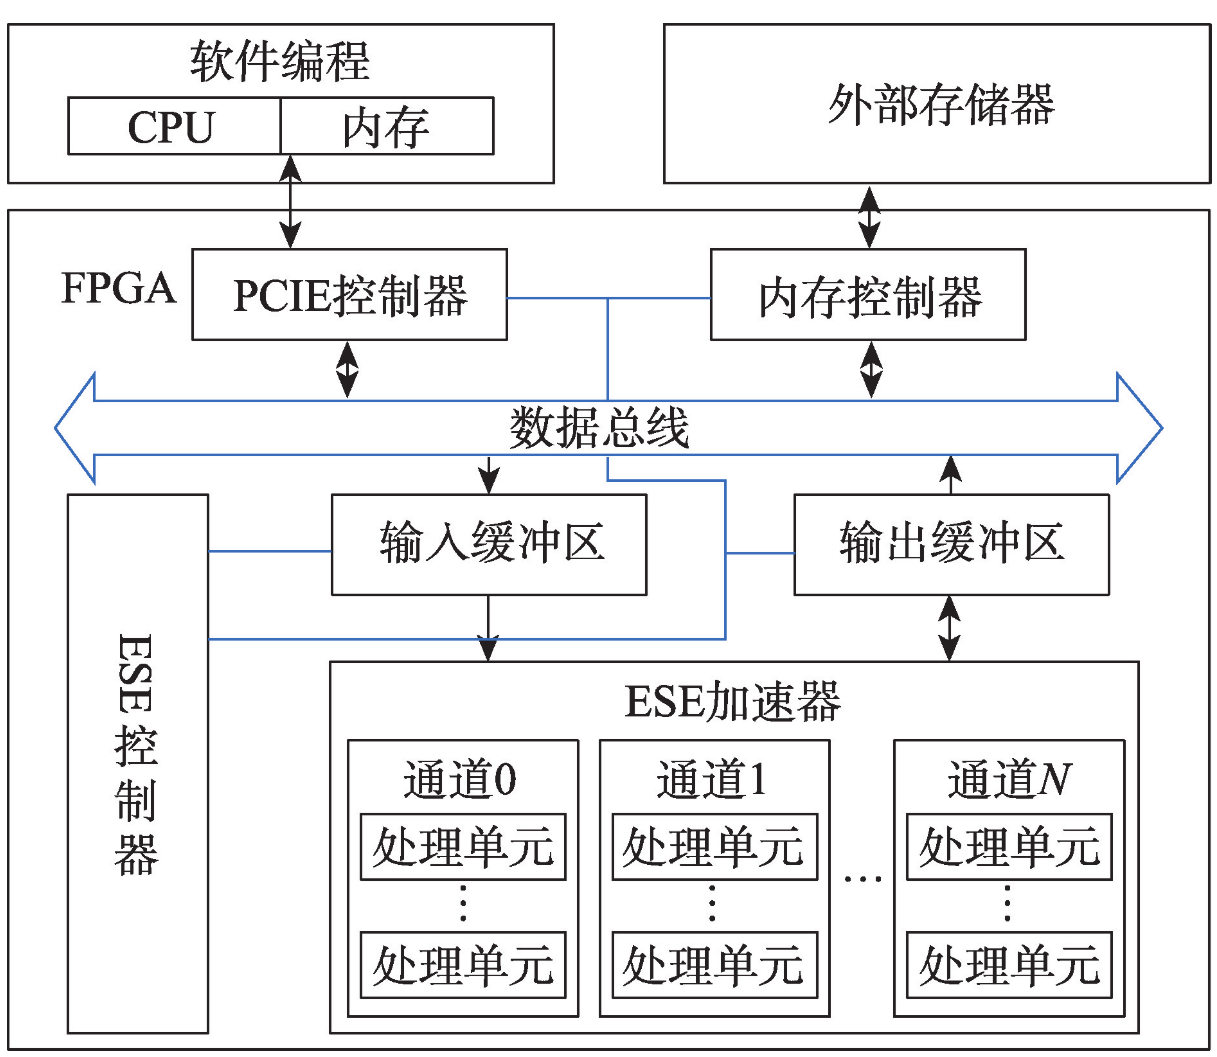 软件编程
CPU
内存
外部存储器
FPGA
PCIE控制器
内存控制器
数据总线
输入缓冲区
输出缓冲区
ESE控制器
ESE加速器
通道0
处理单元
⋮
处理单元
通道1
处理单元
⋮
处理单元
…
通道N
处理单元
⋮
处理单元